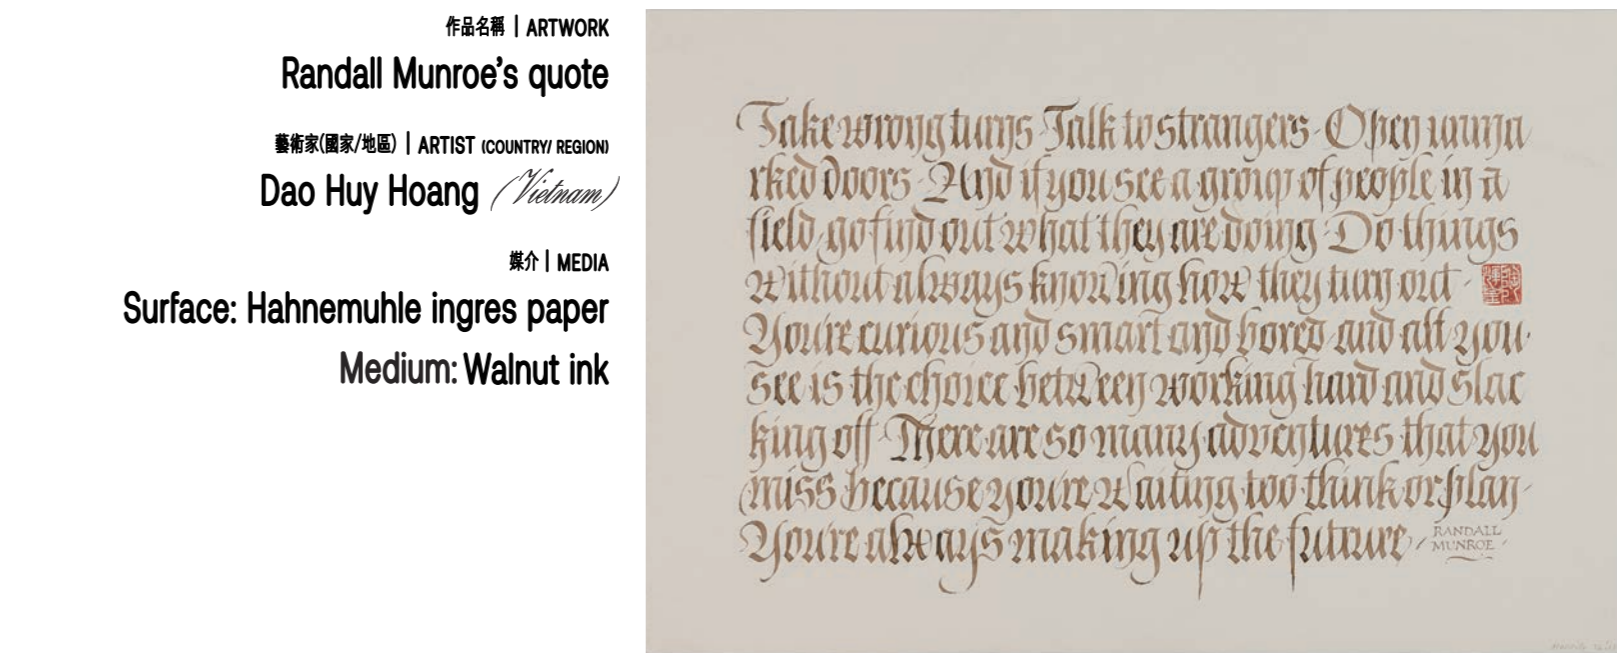 作品名稱 | ARTWORK
Randall Munroe’s quote
藝術家(國家/地區) | ARTIST (COUNTRY/ REGION)
Dao Huy Hoang (Vietnam)
媒介 | MEDIA
Surface: Hahnemuhle ingres paper
Medium: Walnut ink
Take wrong turns · Talk to strangers · Open unma
rked doors · And if you see a group of people in a
field, go find out what they are doing · Do things
without always knowing how they turn out ·
You're curious and smart and bored and all you
see is the choice between working hard and slac
king off · There are so many adventures that you
miss because you're waiting too think or plan ·
You're always making up the future ·
RANDALL
MUNROE